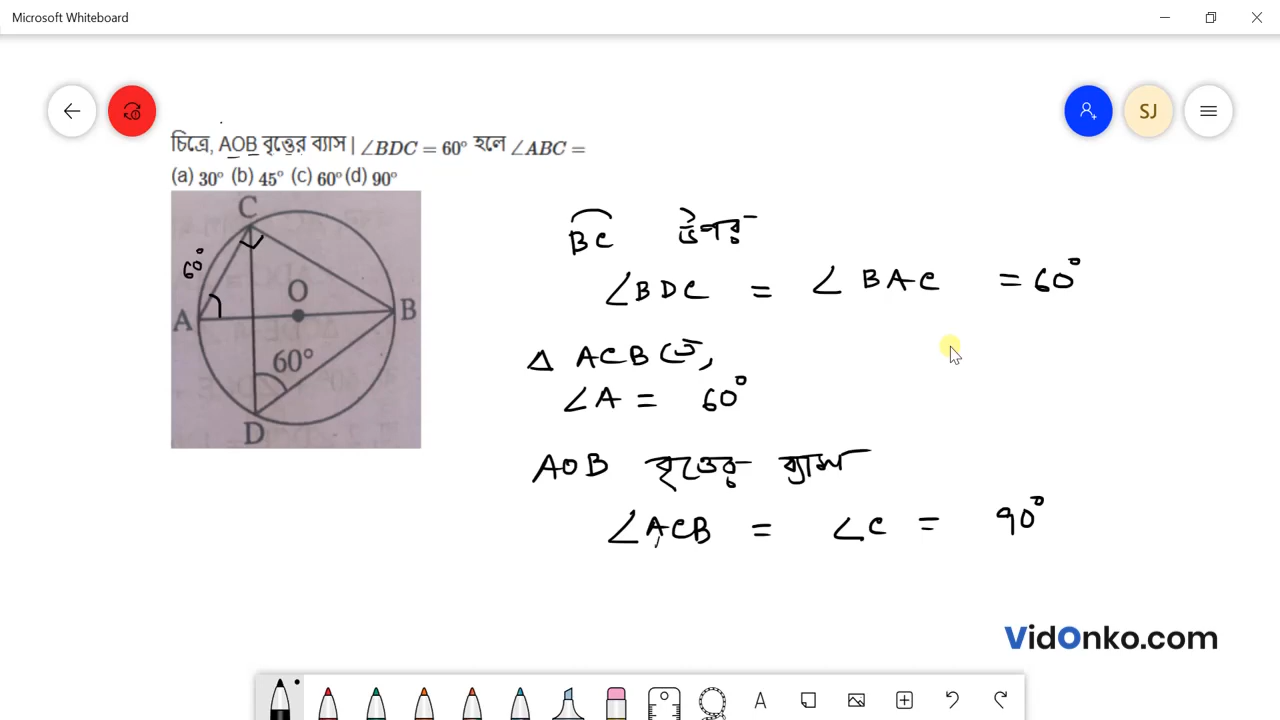 Microsoft Whiteboard
SJ
চিত্রে, AOB বৃত্তের ব্যাস | ∠BDC = 60° হলে ∠ABC =
(a) 30° (b) 45° (c) 60° (d) 90°
C
60°
O
A
B
60°
D
BC উপর
∠BDC = ∠BAC = 60°
Δ ACB তে,
∠A = 60°
AOB বৃত্তের ব্যাস
∠ACB = ∠C = 90°
VidOnko.com
A